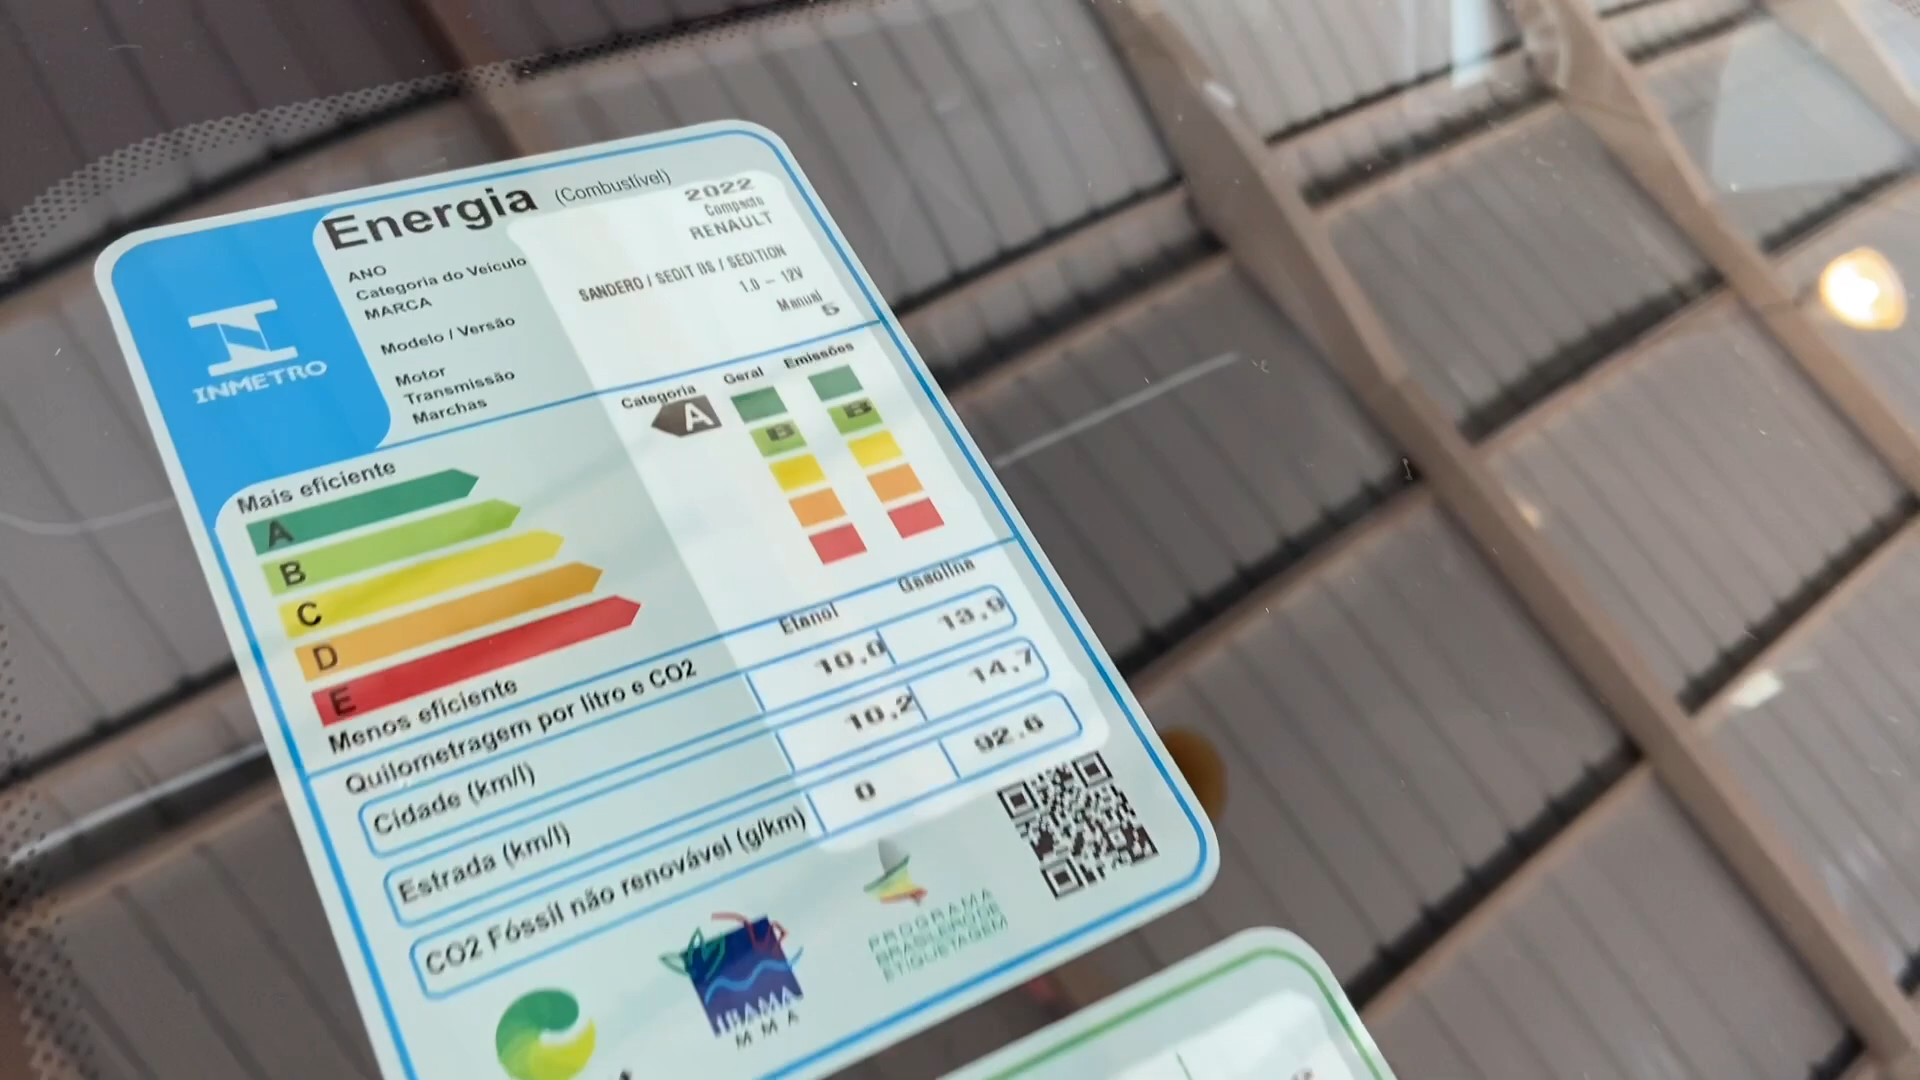 Energia (Combustível)
ANO 2022
Categoria do Veículo Compacto
MARCA RENAULT
Modelo / Versão SANDERO / SEDIT DS / SEDITION
Motor 1.0 - 12V
Transmissão Manual
Marchas 5
INMETRO
Categoria Geral Emissões
A B B
Mais eficiente
A
B
C
D
E
Menos eficiente
Quilometragem por litro e CO2 Etanol Gasolina
Cidade (km/l) 10,0 13,9
Estrada (km/l) 10,2 14,7
CO2 Fóssil não renovável (g/km) 0 92.6
IBAMA
MMA
PROGRAMA
BRASILEIRO DE
ETIQUETAGEM